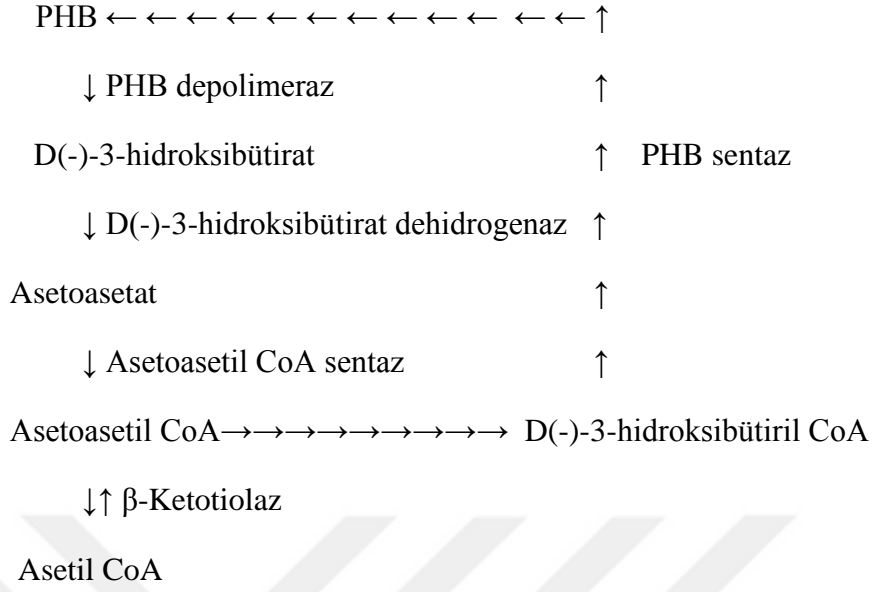 PHB ← ← ← ← ← ← ← ← ← ← ← ← ↑
↓ PHB depolimeraz ↑
D(-)-3-hidroksibütirat ↑ PHB sentaz
↓ D(-)-3-hidroksibütirat dehidrogenaz ↑
Asetoasetat ↑
↓ Asetoasetil CoA sentaz ↑
Asetoasetil CoA→→→→→→→→→ D(-)-3-hidroksibütiril CoA
↓↑ β-Ketotiolaz
Asetil CoA